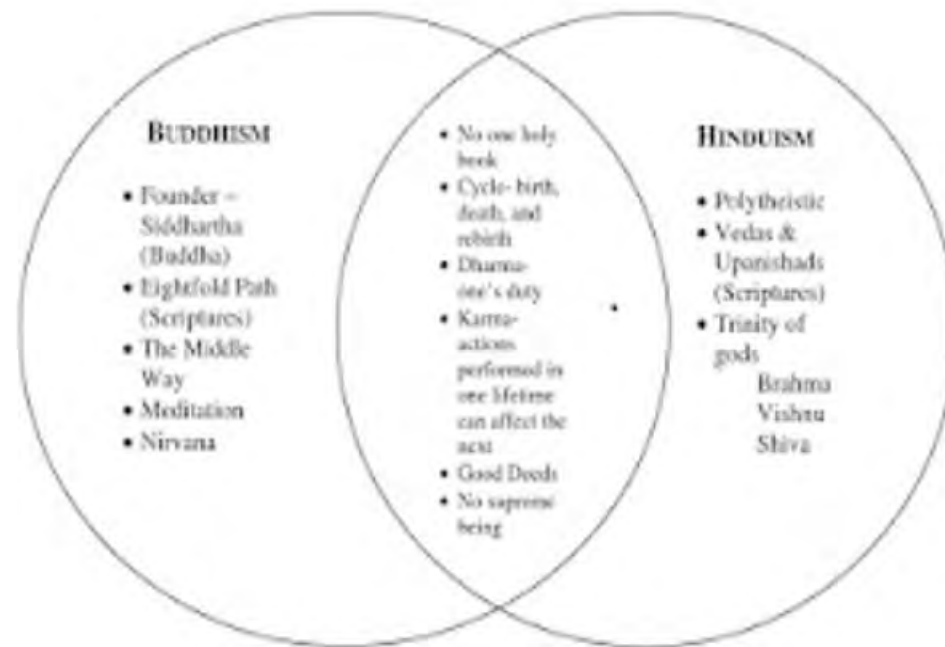 BUDDHISM
• Founder –
Siddhartha
(Buddha)
• Eightfold Path
(Scriptures)
• The Middle
Way
• Meditation
• Nirvana
• No one holy
book
• Cycle- birth,
death, and
rebirth
• Dharma-
one's duty
• Karma-
actions
performed in
one lifetime
can affect the
next
• Good Deeds
• No supreme
being
HINDUISM
• Polytheistic
• Vedas &
Upanishads
(Scriptures)
• Trinity of
gods
Brahma
Vishnu
Shiva